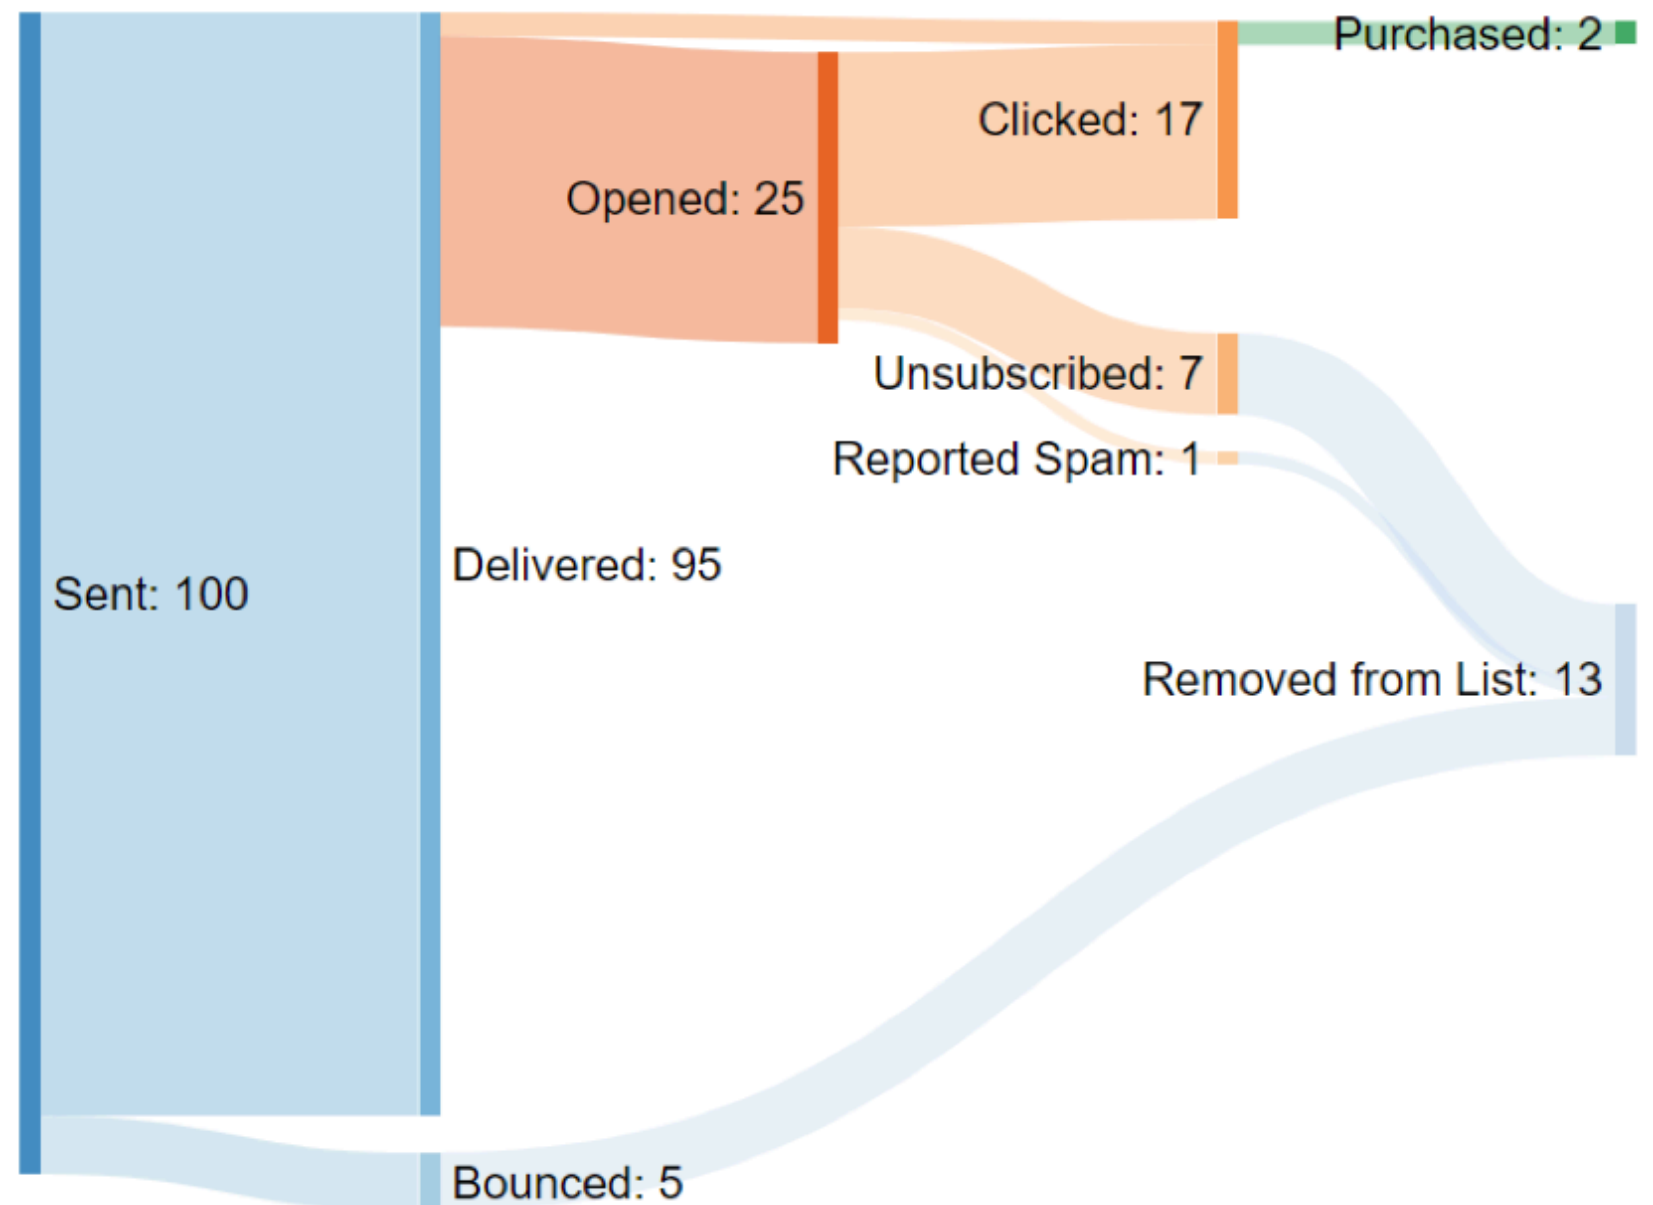 Purchased: 2
Clicked: 17
Opened: 25
Unsubscribed: 7
Reported Spam: 1
Delivered: 95
Sent: 100
Removed from List: 13
Bounced: 5